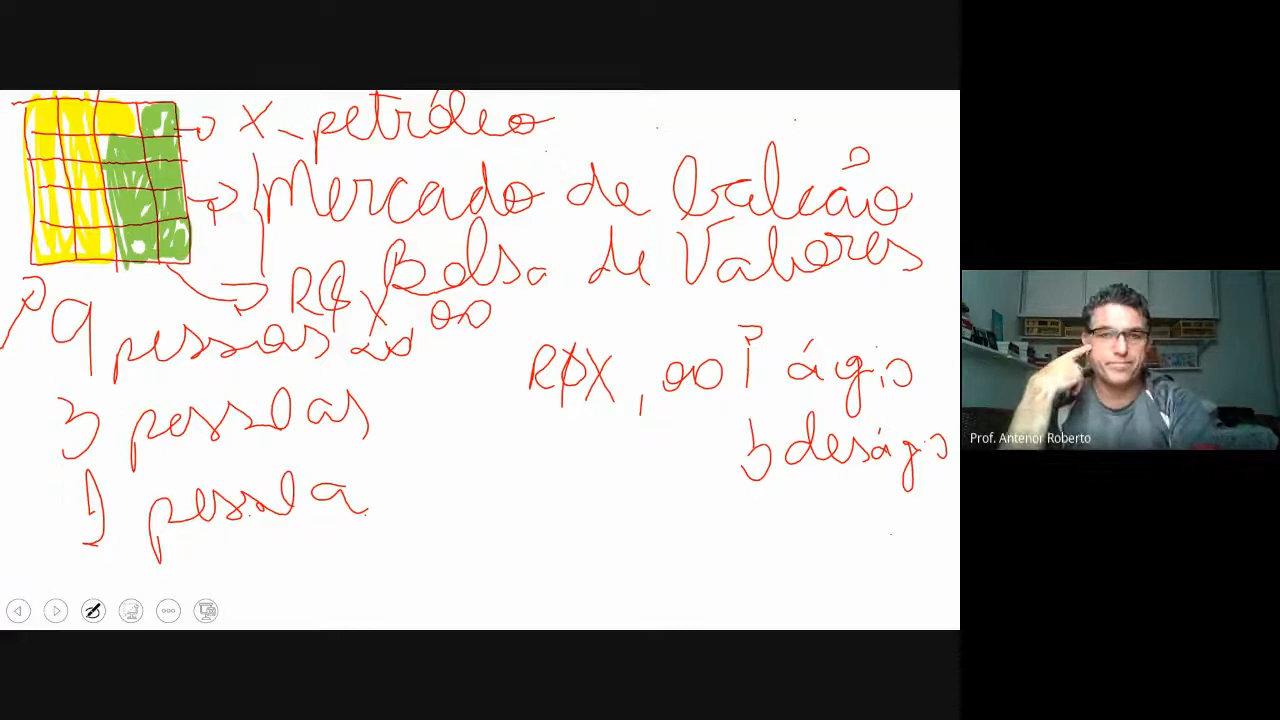 X - petróleo
Mercado de balcão
Bolsa de Valores
R$ X,00
9 pessoas
R$ X,00 ágio
3 pessoas
deságio
1 pessoa
Prof. Antenor Roberto